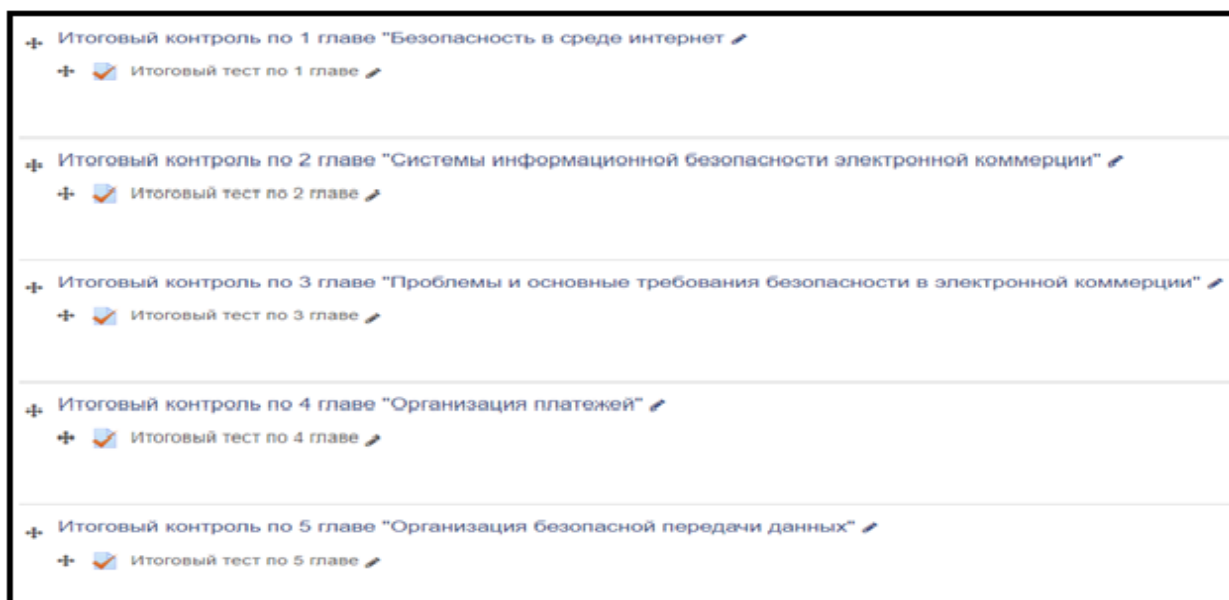 Итоговый контроль по 1 главе "Безопасность в среде интернет
Итоговый тест по 1 главе
Итоговый контроль по 2 главе "Системы информационной безопасности электронной коммерции"
Итоговый тест по 2 главе
Итоговый контроль по 3 главе "Проблемы и основные требования безопасности в электронной коммерции"
Итоговый тест по 3 главе
Итоговый контроль по 4 главе "Организация платежей"
Итоговый тест по 4 главе
Итоговый контроль по 5 главе "Организация безопасной передачи данных"
Итоговый тест по 5 главе